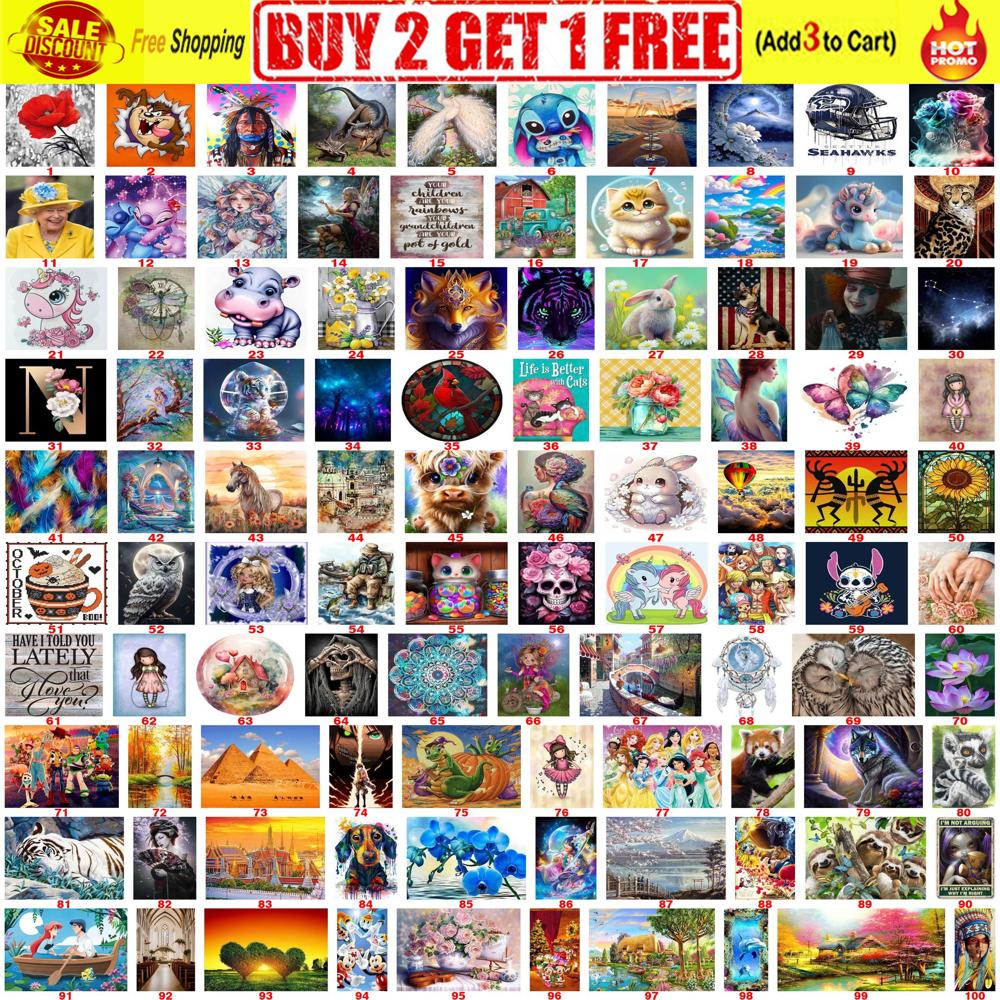 SALE
DISCOUNT
Free Shopping
BUY 2 GET 1 FREE
(Add 3 to Cart)
HOT
PROMO
SEAHAWKS
1 2 3 4 5 6 7 8 9 10
YOUR
children
ARE YOUR
rainbows
YOUR
grandchildren
ARE YOUR
pot of gold
11 12 13 14 15 16 17 18 19 20
21 22 23 24 25 26 27 28 29 30
N
Life is Better
with Cats
31 32 33 34 35 36 37 38 39 40
41 42 43 44 45 46 47 48 49 50
OCTOBER
BOO!
51 52 53 54 55 56 57 58 59 60
HAVE I TOLD YOU
LATELY
that
I love
you?
61 62 63 64 65 66 67 68 69 70
71 72 73 74 75 76 77 78 79 80
I'M NOT ARGUING
I'M JUST EXPLAINING
WHY I'M RIGHT
81 82 83 84 85 86 87 88 89 90
91 92 93 94 95 96 97 98 99 100